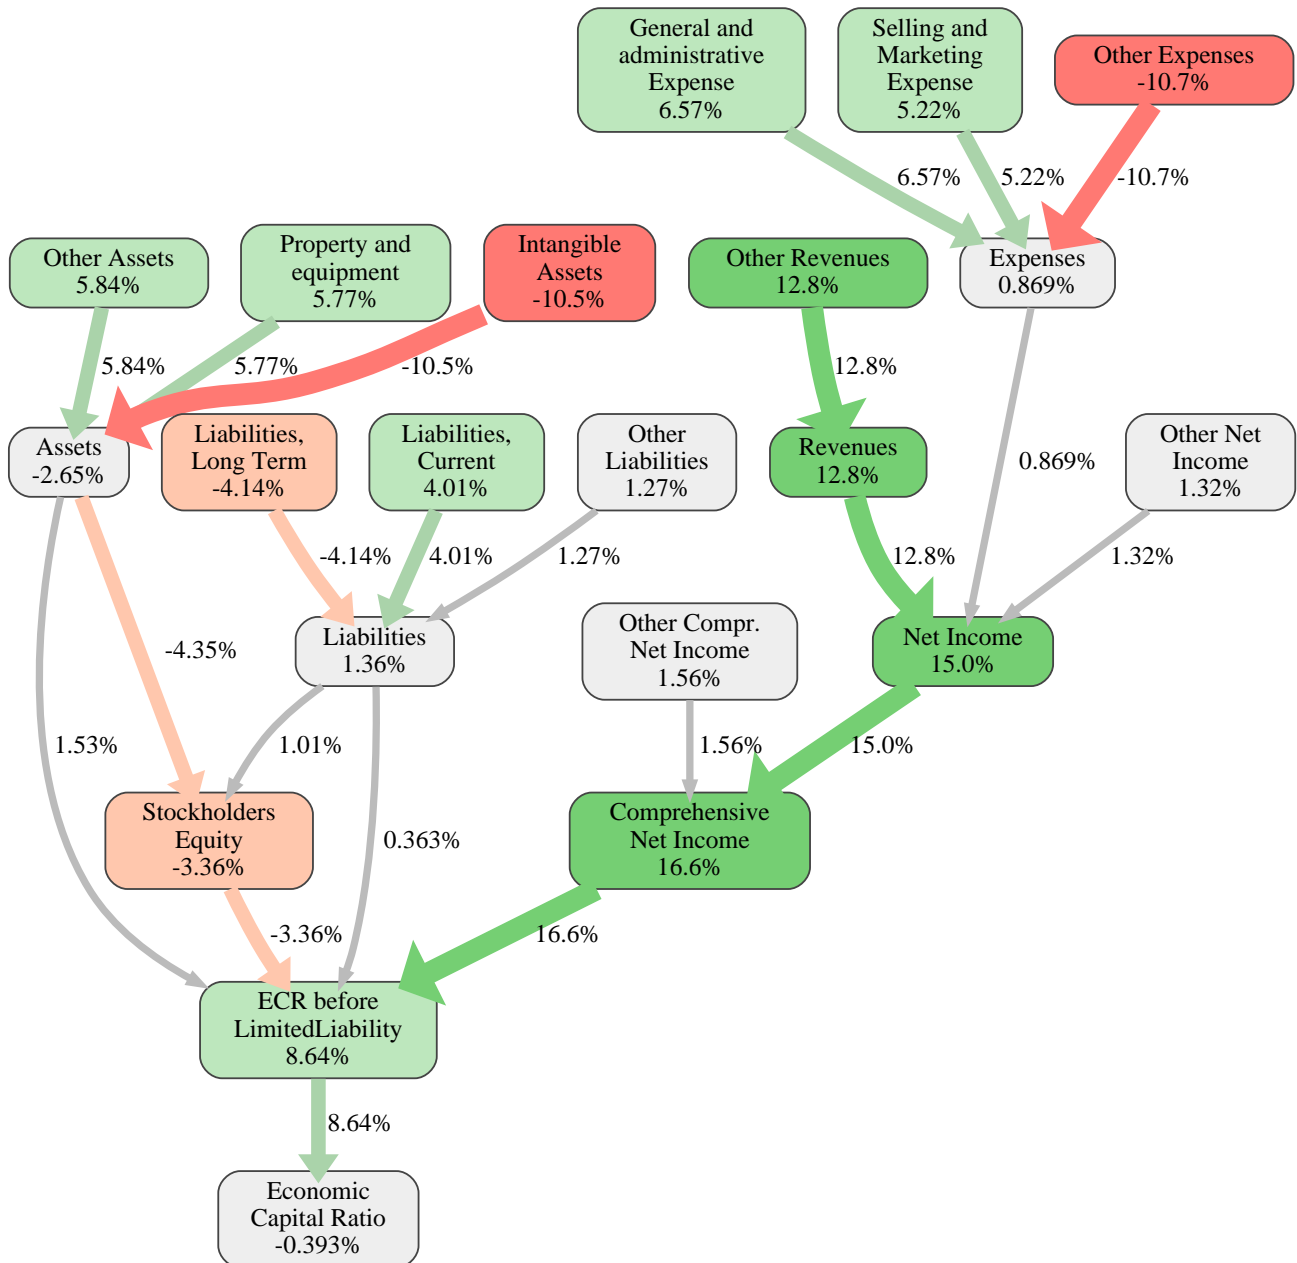 General and
administrative
Expense
6.57%
Selling and
Marketing
Expense
5.22%
Other Expenses
-10.7%
6.57%
5.22%
-10.7%
Other Assets
5.84%
Property and
equipment
5.77%
Intangible
Assets
-10.5%
Other Revenues
12.8%
Expenses
0.869%
5.84%
5.77%
-10.5%
12.8%
Assets
-2.65%
Liabilities,
Long Term
-4.14%
Liabilities,
Current
4.01%
Other
Liabilities
1.27%
Revenues
12.8%
0.869%
Other Net
Income
1.32%
-4.14%
4.01%
1.27%
12.8%
1.32%
-4.35%
Liabilities
1.36%
Other Compr.
Net Income
1.56%
Net Income
15.0%
1.53%
1.01%
1.56%
15.0%
Stockholders
Equity
-3.36%
0.363%
Comprehensive
Net Income
16.6%
-3.36%
16.6%
ECR before
LimitedLiability
8.64%
8.64%
Economic
Capital Ratio
-0.393%